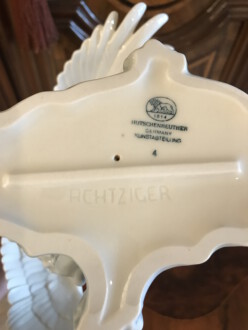 1814
HUTSCHENREUTHER
GERMANY
KUNSTABTEILUNG
4
ACHTZIGER